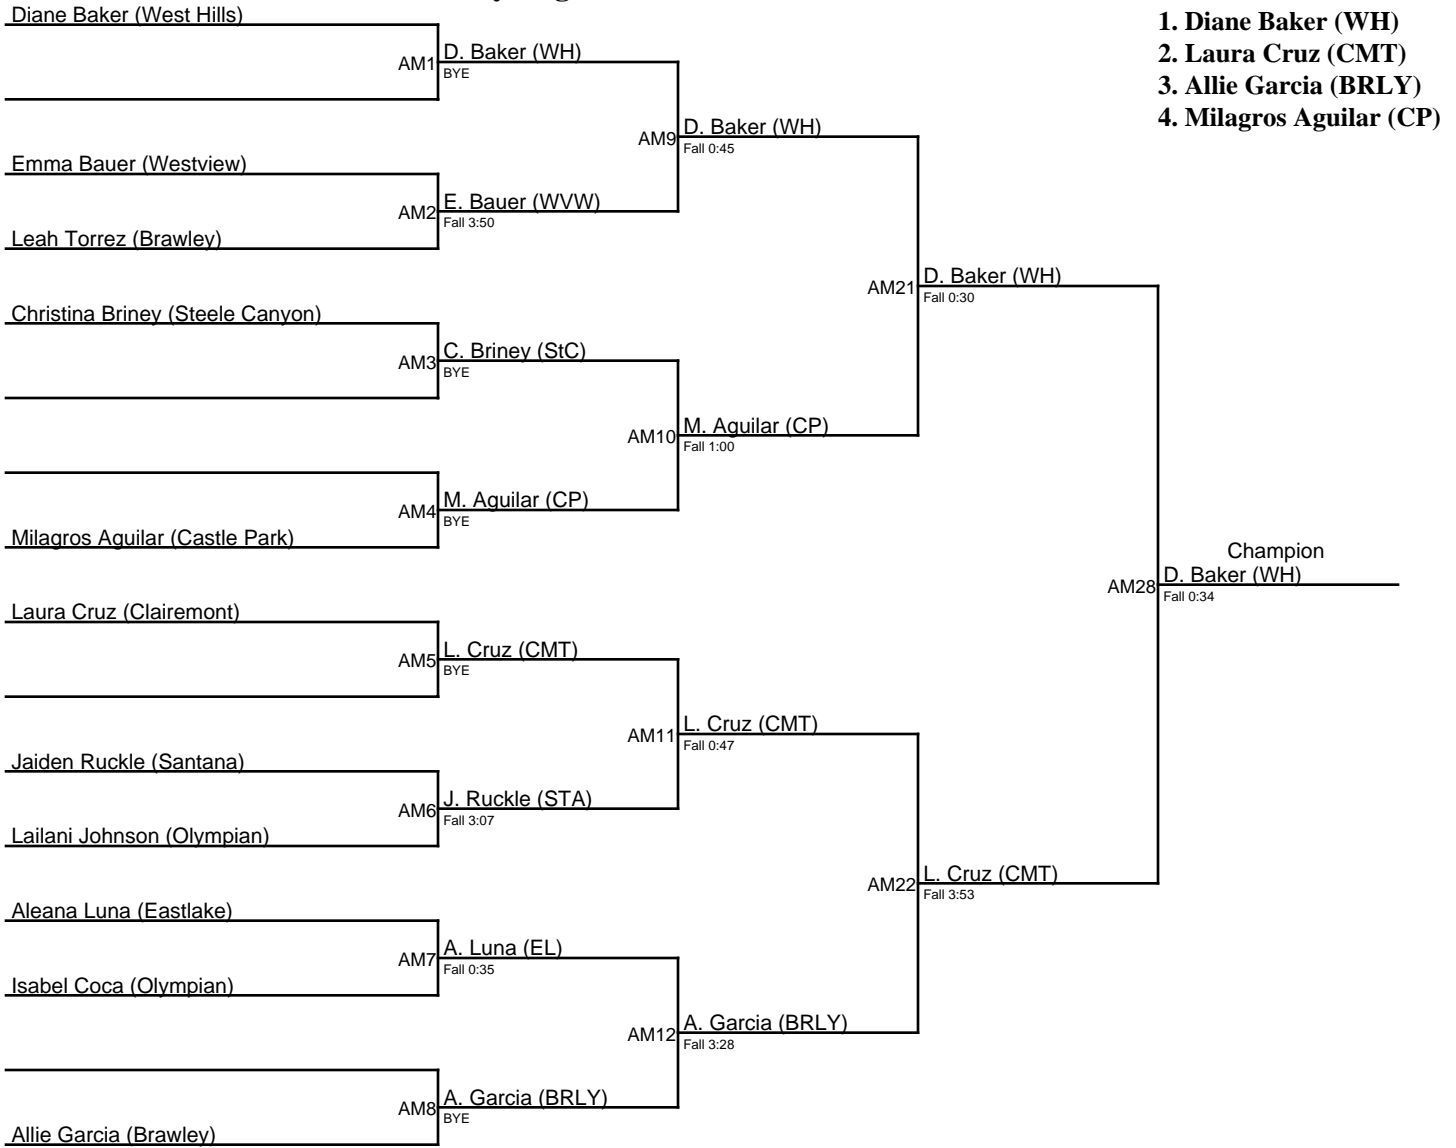 Diane Baker (West Hills)
AM1
D. Baker (WH)
BYE
Emma Bauer (Westview)
AM2
E. Bauer (WVW)
Fall 3:50
Leah Torrez (Brawley)
AM9
D. Baker (WH)
Fall 0:45
Christina Briney (Steele Canyon)
AM3
C. Briney (StC)
BYE
AM4
M. Aguilar (CP)
BYE
Milagros Aguilar (Castle Park)
AM10
M. Aguilar (CP)
Fall 1:00
AM21
D. Baker (WH)
Fall 0:30
Laura Cruz (Clairemont)
AM5
L. Cruz (CMT)
BYE
Jaiden Ruckle (Santana)
AM6
J. Ruckle (STA)
Fall 3:07
Lailani Johnson (Olympian)
AM11
L. Cruz (CMT)
Fall 0:47
Aleana Luna (Eastlake)
AM7
A. Luna (EL)
Fall 0:35
Isabel Coca (Olympian)
AM8
A. Garcia (BRLY)
BYE
Allie Garcia (Brawley)
AM12
A. Garcia (BRLY)
Fall 3:28
AM22
L. Cruz (CMT)
Fall 3:53
Champion
AM28
D. Baker (WH)
Fall 0:34
1. Diane Baker (WH)
2. Laura Cruz (CMT)
3. Allie Garcia (BRLY)
4. Milagros Aguilar (CP)